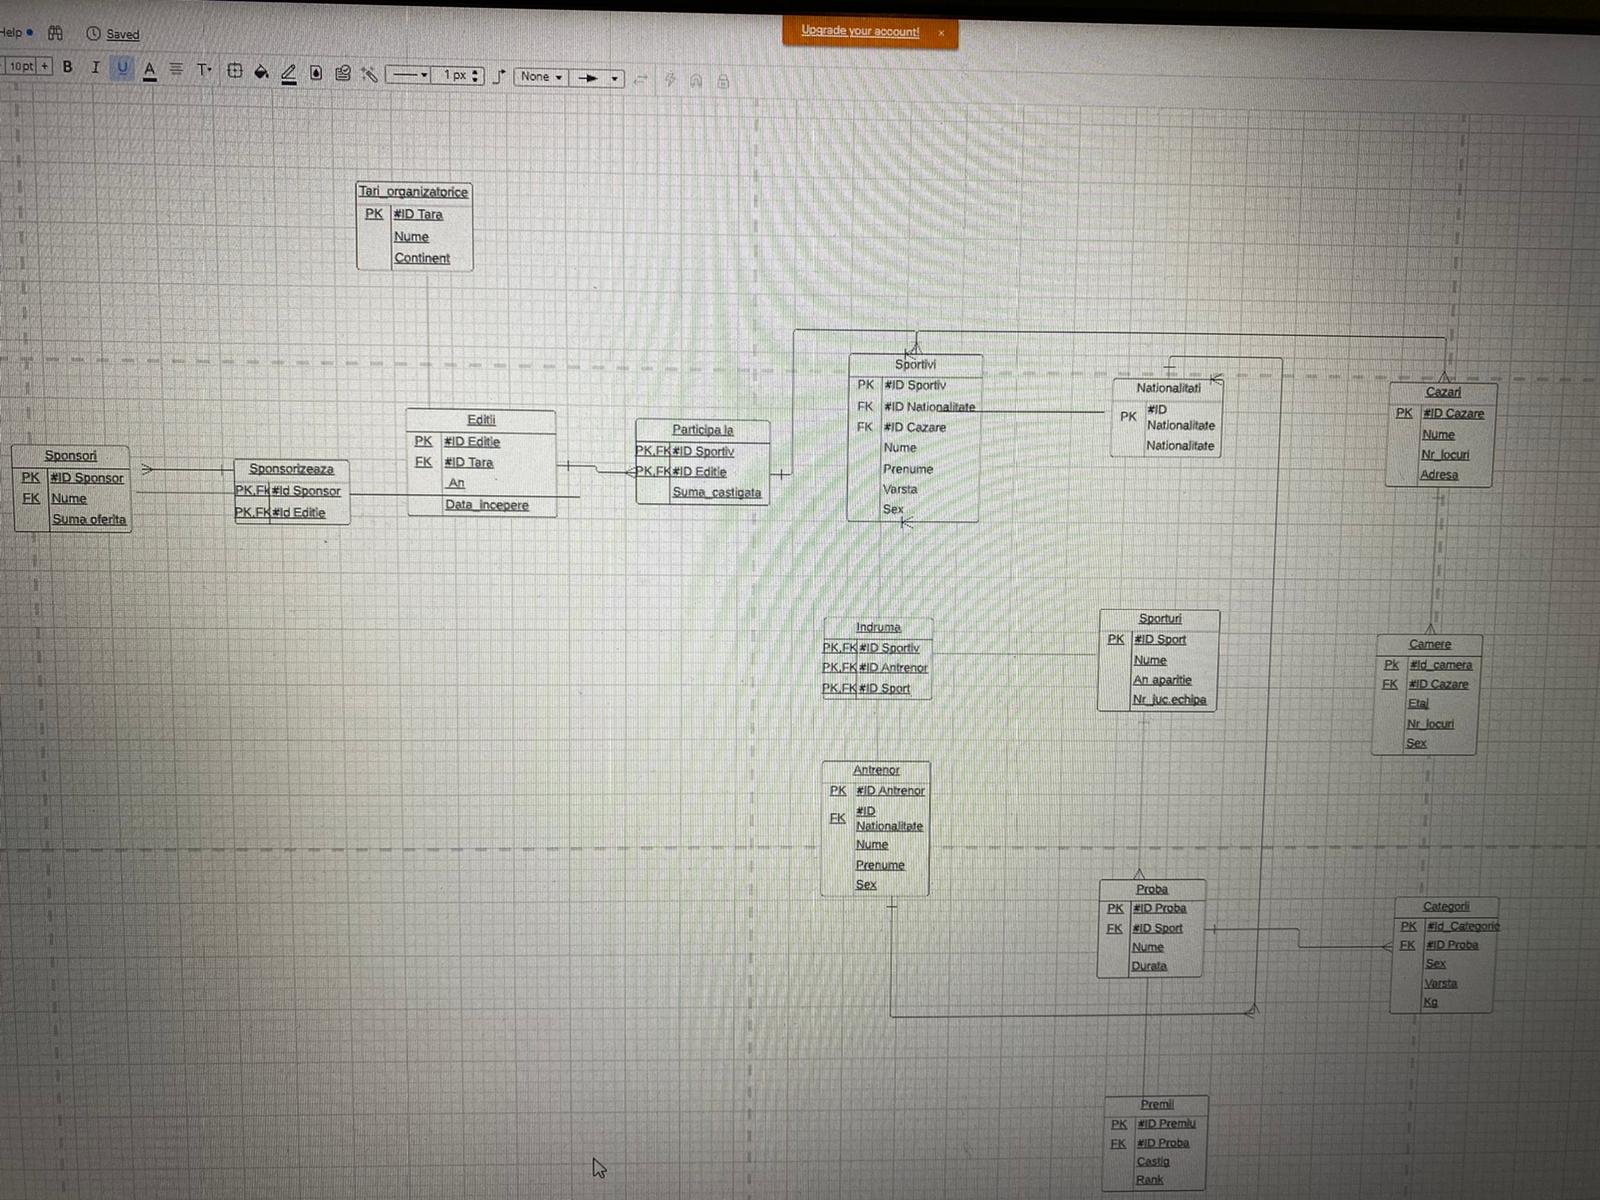 Help
Saved
Upgrade your account! ×
10 pt +
B I U A T
1 px
None
Tari_organizatorice
PK #ID Tara
Nume
Continent
Sponsori
PK #ID Sponsor
FK Nume
Suma oferita
Sponsorizeaza
PK,FK #Id Sponsor
PK,FK #Id Editie
Editii
PK #ID Editie
FK #ID Tara
An
Data_incepere
Participa la
PK,FK #ID Sportiv
PK,FK #ID Editie
Suma_castigata
Sportivi
PK #ID Sportiv
FK #ID Nationalitate
FK #ID Cazare
Nume
Prenume
Varsta
Sex
Nationalitati
PK #ID
Nationalitate
Nationalitate
Cazari
PK #ID Cazare
Nume
Nr_locuri
Adresa
Indruma
PK,FK #ID Sportiv
PK,FK #ID Antrenor
PK,FK #ID Sport
Sporturi
PK #ID Sport
Nume
An aparitie
Nr_juc.echipa
Camere
Pk #Id_camera
FK #ID Cazare
Etaj
Nr_locuri
Sex
Antrenor
PK #ID Antrenor
FK #ID
Nationalitate
Nume
Prenume
Sex
Proba
PK #ID Proba
FK #ID Sport
Nume
Durata
Categorii
PK #Id_Categorie
FK #ID Proba
Sex
Varsta
Kg
Premii
PK #ID Premiu
FK #ID Proba
Castig
Rank